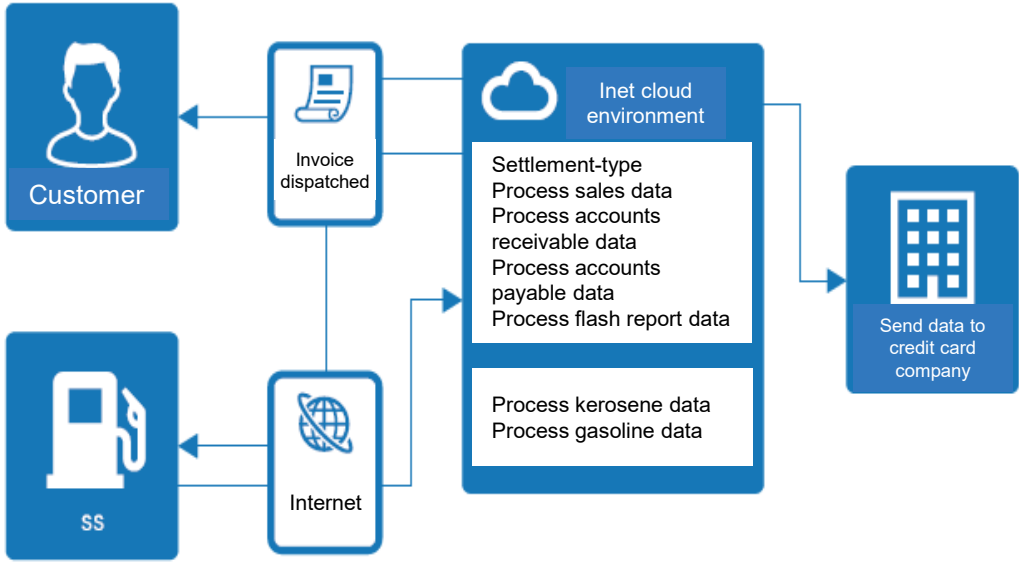 Customer
Invoice
dispatched
Inet cloud
environment
Settlement-type
Process sales data
Process accounts
receivable data
Process accounts
payable data
Process flash report data
Process kerosene data
Process gasoline data
Send data to
credit card
company
SS
Internet